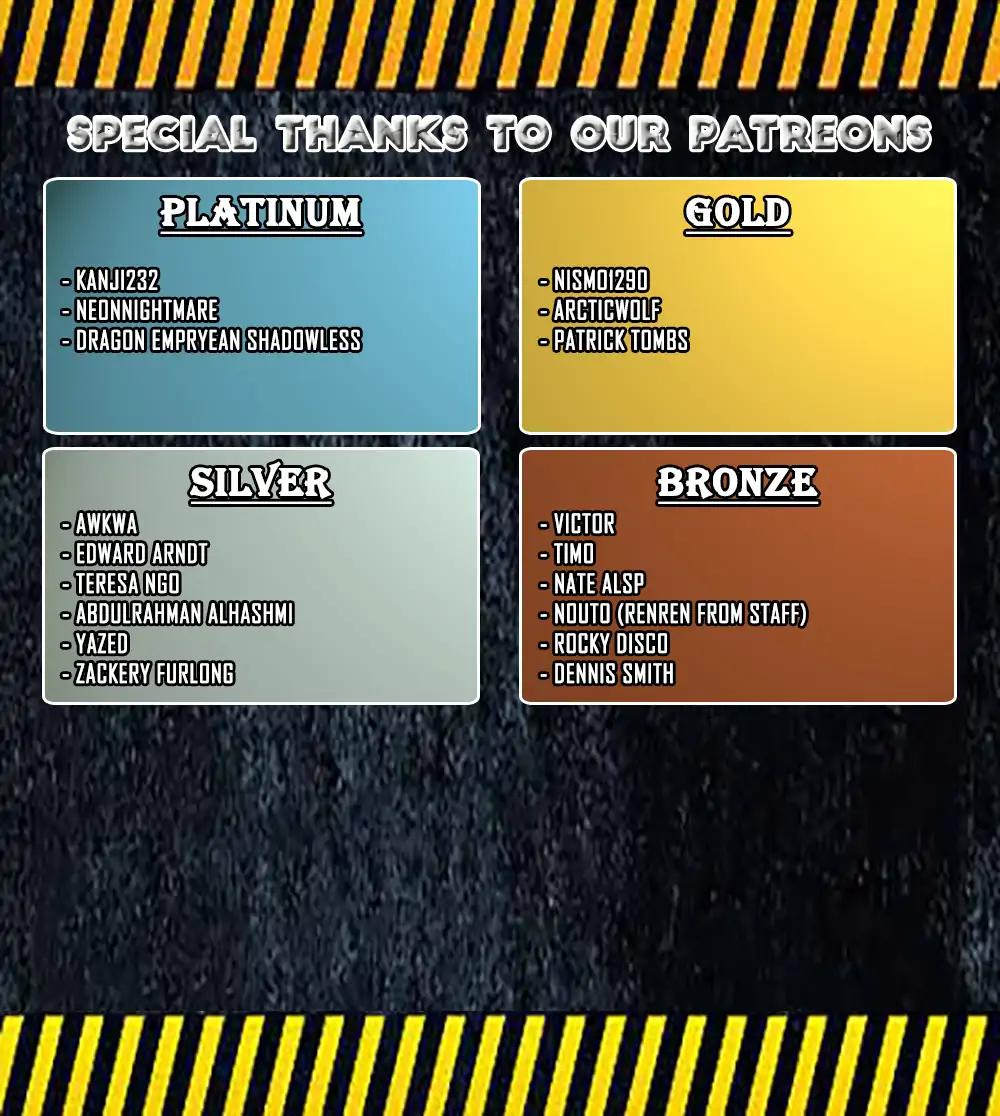 SPECIAL THANKS TO OUR PATREONS
PLATINUM
- KANJI232
- NEONNIGHTMARE
- DRAGON EMPRYEAN SHADOWLESS
GOLD
- NISMO1290
- ARCTICWOLF
- PATRICK TOMBS
SILVER
- AWKWA
- EDWARD ARNDT
- TERESA NGO
- ABDULRAHMAN ALHASHMI
- YAZED
- ZACKERY FURLONG
BRONZE
- VICTOR
- TIMO
- NATE ALSP
- NOUTO (RENREN FROM STAFF)
- ROCKY DISCO
- DENNIS SMITH